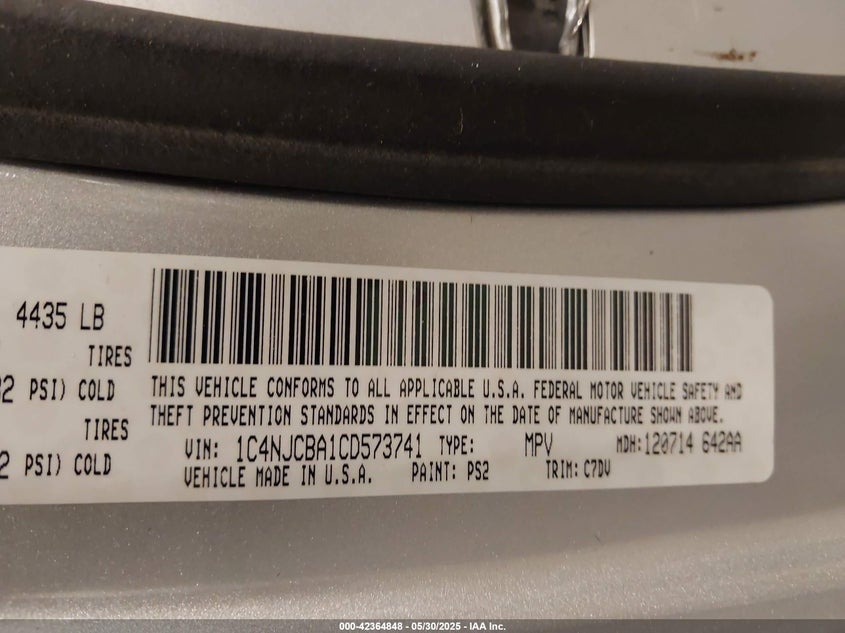 4435 LB
TIRES
2 PSI) COLD
TIRES
2 PSI) COLD
THIS VEHICLE CONFORMS TO ALL APPLICABLE U.S.A. FEDERAL MOTOR VEHICLE SAFETY AND
THEFT PREVENTION STANDARDS IN EFFECT ON THE DATE OF MANUFACTURE SHOWN ABOVE.
VIN: 1C4NJCBA1CD573741 TYPE: MPV MDH:120714 642AA
VEHICLE MADE IN U.S.A. PAINT: PS2 TRIM: C7DV
000-42364848 - 05/30/2025 - IAA Inc.